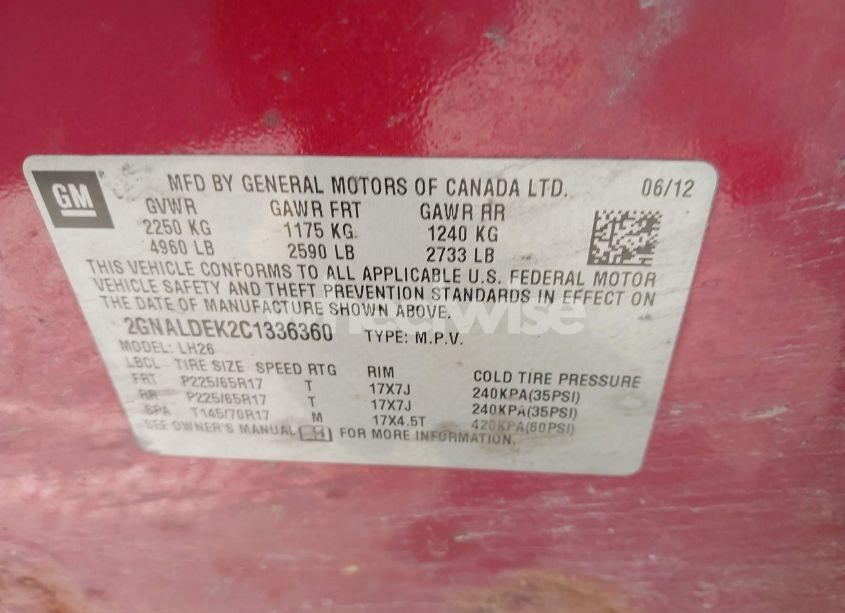 GM
MFD BY GENERAL MOTORS OF CANADA LTD. 06/12
GVWR GAWR FRT GAWR RR
2250 KG 1175 KG 1240 KG
4960 LB 2590 LB 2733 LB
THIS VEHICLE CONFORMS TO ALL APPLICABLE U.S. FEDERAL MOTOR
VEHICLE SAFETY AND THEFT PREVENTION STANDARDS IN EFFECT ON
THE DATE OF MANUFACTURE SHOWN ABOVE.
2GNALDEK2C1336360 TYPE: M.P.V.
MODEL: LH26
LBCL TIRE SIZE SPEED RTG RIM COLD TIRE PRESSURE
FRT P225/65R17 T 17X7J 240KPA(35PSI)
RR P225/65R17 T 17X7J 240KPA(35PSI)
SPA T145/70R17 M 17X4.5T 420KPA(60PSI)
SEE OWNER'S MANUAL FOR MORE INFORMATION.